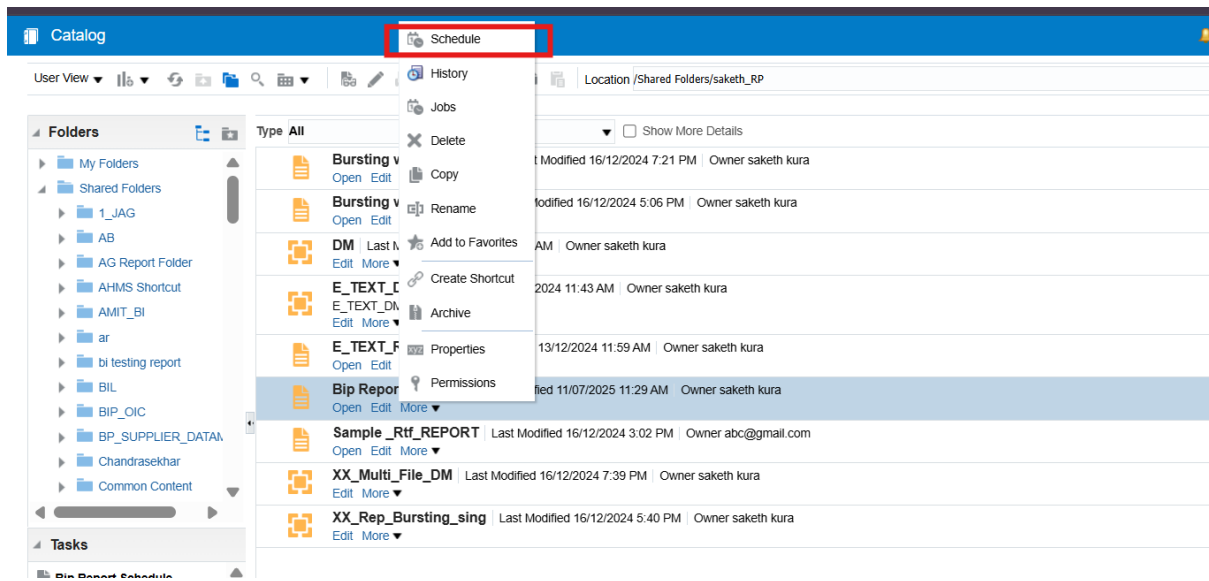 Catalog
User View
Location /Shared Folders/saketh_RP
Schedule
History
Jobs
Delete
Copy
Rename
Add to Favorites
Create Shortcut
Archive
Properties
Permissions
Folders
My Folders
Shared Folders
1_JAG
AB
AG Report Folder
AHMS Shortcut
AMIT_BI
ar
bi testing report
BIL
BIP_OIC
BP_SUPPLIER_DATAM
Chandrasekhar
Common Content
Tasks
Bip Report Schedule
Type All Show More Details
Bursting Modified 16/12/2024 7:21 PM Owner saketh kura
Open Edit
Bursting Modified 16/12/2024 5:06 PM Owner saketh kura
Open Edit
DM Last AM Owner saketh kura
Edit More
E_TEXT_D 2024 11:43 AM Owner saketh kura
E_TEXT_DM
Edit More
E_TEXT_R 13/12/2024 11:59 AM Owner saketh kura
Open Edit
Bip Repor fied 11/07/2025 11:29 AM Owner saketh kura
Open Edit More
Sample _Rtf_REPORT Last Modified 16/12/2024 3:02 PM Owner abc@gmail.com
Open Edit More
XX_Multi_File_DM Last Modified 16/12/2024 7:39 PM Owner saketh kura
Edit More
XX_Rep_Bursting_sing Last Modified 16/12/2024 5:40 PM Owner saketh kura
Edit More